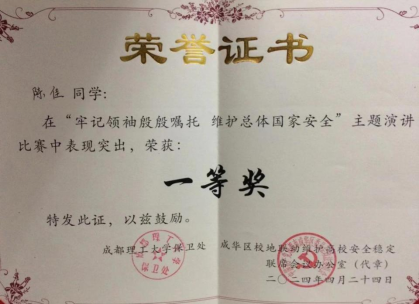 荣誉证书
陈佳 同学：
在“牢记领袖殷殷嘱托 维护总体国家安全”主题演讲
比赛中表现突出，荣获：
一等奖
特发此证，以兹鼓励。
成都理工大学保卫处 成华区校地联动维护高校安全稳定
联席会议办公室（代章）
二〇二四年四月二十四日